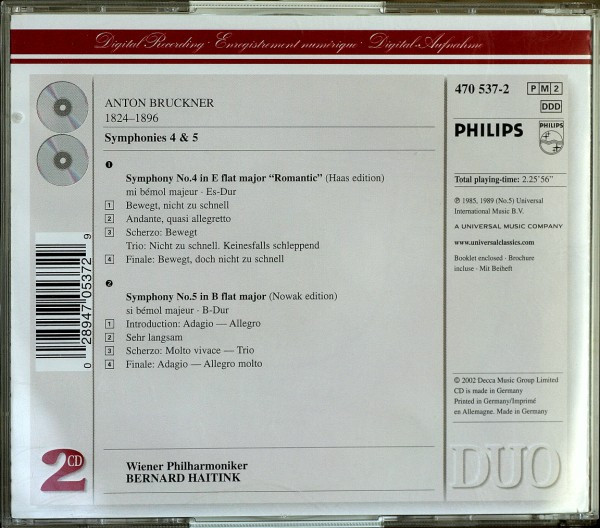 Digital Recording · Enregistrement numérique · Digital-Aufnahme
ANTON BRUCKNER
1824–1896
Symphonies 4 & 5
1
Symphony No.4 in E flat major “Romantic” (Haas edition)
mi bémol majeur · Es-Dur
1 Bewegt, nicht zu schnell
2 Andante, quasi allegretto
3 Scherzo: Bewegt
Trio: Nicht zu schnell. Keinesfalls schleppend
4 Finale: Bewegt, doch nicht zu schnell
2
Symphony No.5 in B flat major (Nowak edition)
si bémol majeur · B-Dur
1 Introduction: Adagio — Allegro
2 Sehr langsam
3 Scherzo: Molto vivace — Trio
4 Finale: Adagio — Allegro molto
Wiener Philharmoniker
BERNARD HAITINK
0 28947 05372 9
2 CD
470 537-2 P M 2
DDD
PHILIPS PHILIPS
Total playing-time: 2.25’56”
℗ 1985, 1989 (No.5) Universal
International Music B.V.
A UNIVERSAL MUSIC COMPANY
www.universalclassics.com
Booklet enclosed · Brochure
incluse · Mit Beiheft
© 2002 Decca Music Group Limited
CD is made in Germany
Printed in Germany/Imprimé
en Allemagne. Made in Germany
DUO